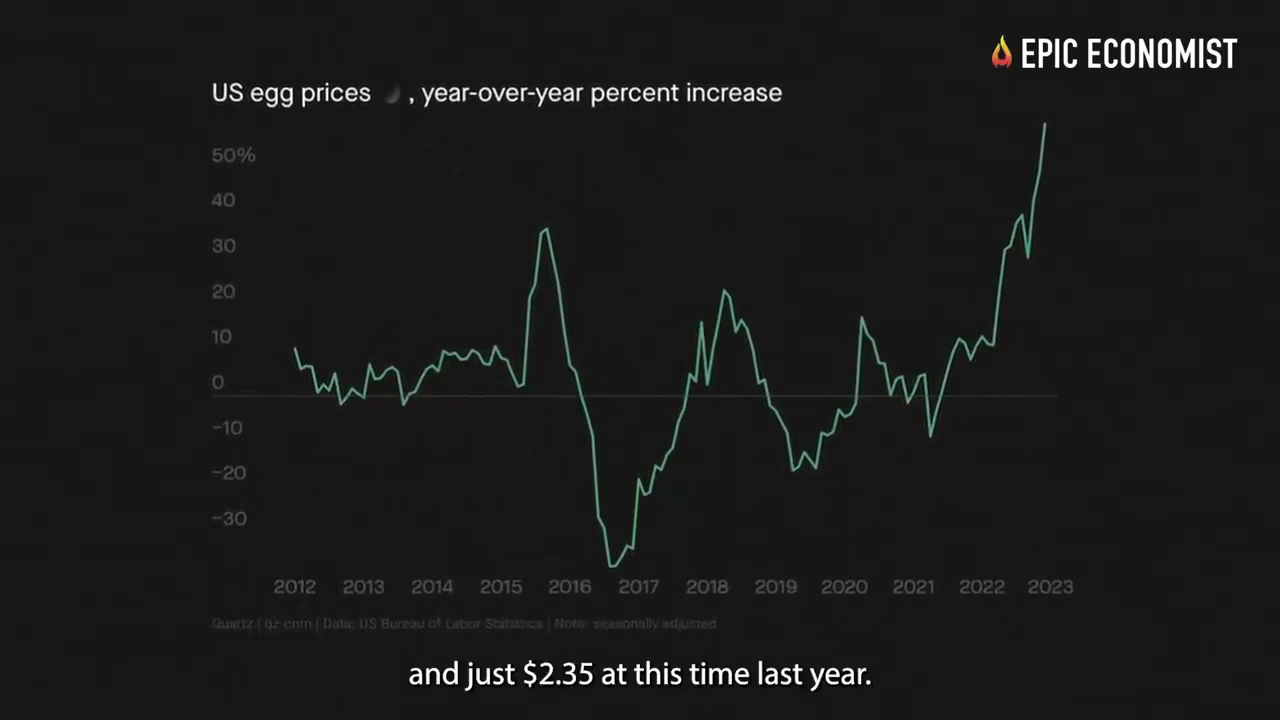 EPIC ECONOMIST
US egg prices , year-over-year percent increase
50%
40
30
20
10
0
−10
−20
−30
2012 2013 2014 2015 2016 2017 2018 2019 2020 2021 2022 2023
Quartz | qz.com | Data: US Bureau of Labor Statistics | Note: seasonally adjusted
and just $2.35 at this time last year.